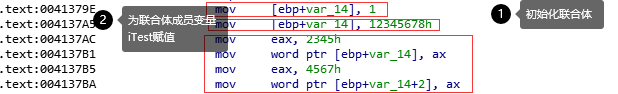 .text:0041379E mov [ebp+var_14], 1
.text:004137A5 mov [ebp+var_14], 12345678h
.text:004137AC mov eax, 2345h
.text:004137B1 mov word ptr [ebp+var_14], ax
.text:004137B5 mov eax, 4567h
.text:004137BA mov word ptr [ebp+var_14+2], ax
2
为联合体成员变量
iTest赋值
1
初始化联合体